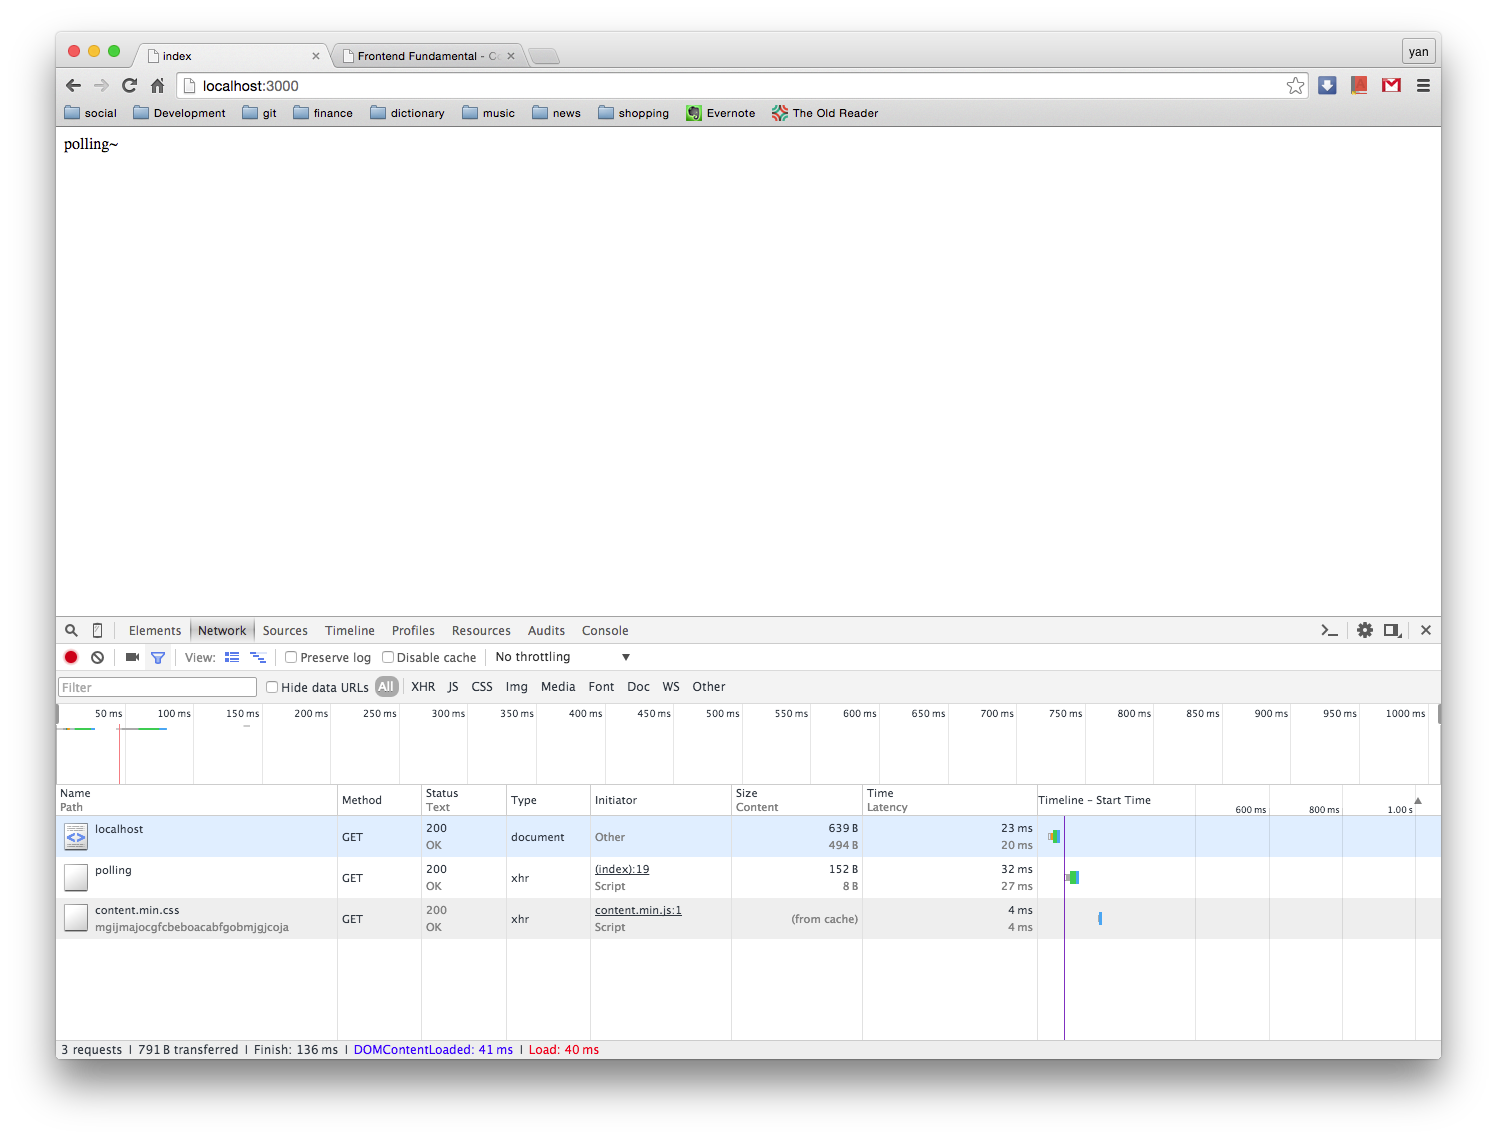 index
Frontend Fundamental - Co
yan
localhost:3000
social Development git finance dictionary music news shopping Evernote The Old Reader
polling~
Elements Network Sources Timeline Profiles Resources Audits Console
View: Preserve log Disable cache No throttling
Filter Hide data URLs All XHR JS CSS Img Media Font Doc WS Other
50 ms 100 ms 150 ms 200 ms 250 ms 300 ms 350 ms 400 ms 450 ms 500 ms 550 ms 600 ms 650 ms 700 ms 750 ms 800 ms 850 ms 900 ms 950 ms 1000 ms
Name Status Size Time
Method Type Initiator Timeline – Start Time
Path Text Content Latency 600 ms 800 ms 1.00 s
localhost 200 639 B 23 ms
GET document Other
OK 494 B 20 ms
polling 200 (index):19 152 B 32 ms
GET xhr
OK Script 8 B 27 ms
content.min.css 200 content.min.js:1 4 ms
GET xhr (from cache)
mgijmajocgfcbeboacabfgobmjgjcoja OK Script 4 ms
3 requests | 791 B transferred | Finish: 136 ms | DOMContentLoaded: 41 ms | Load: 40 ms